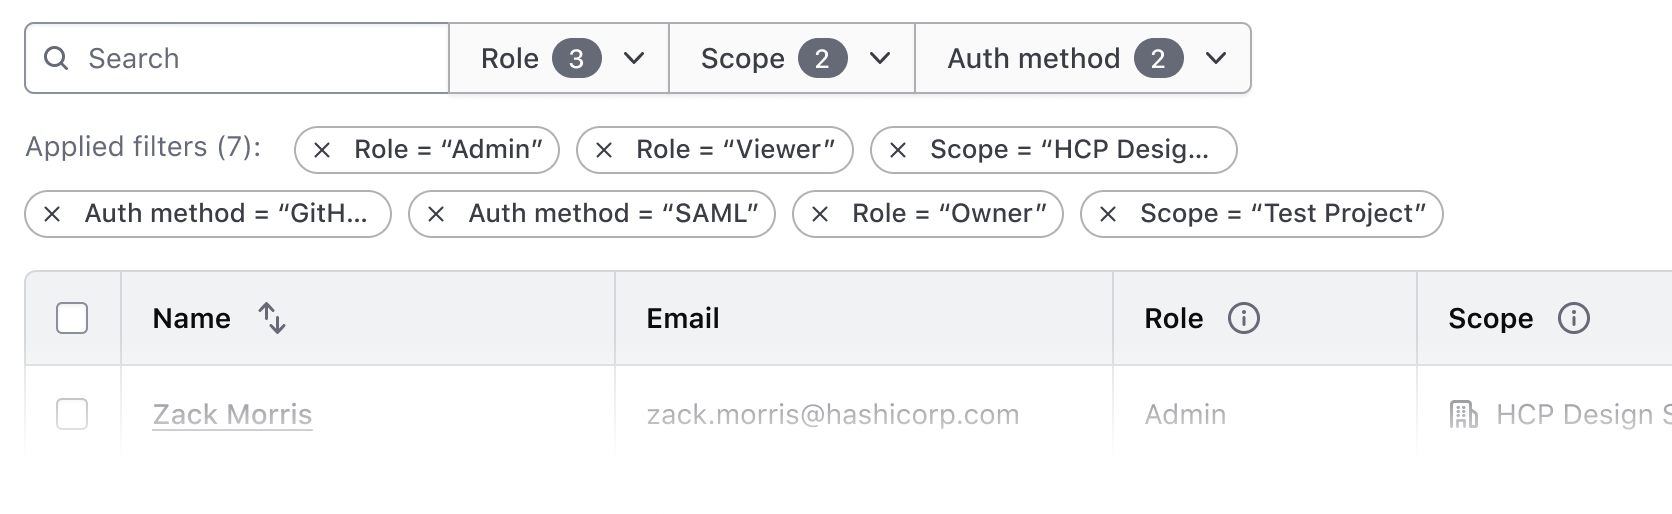 Search Role 3 Scope 2 Auth method 2
Applied filters (7): Role = “Admin” Role = “Viewer” Scope = “HCP Desig...
Auth method = “GitH... Auth method = “SAML” Role = “Owner” Scope = “Test Project”
Name Email Role Scope
Zack Morris zack.morris@hashicorp.com Admin HCP Design S